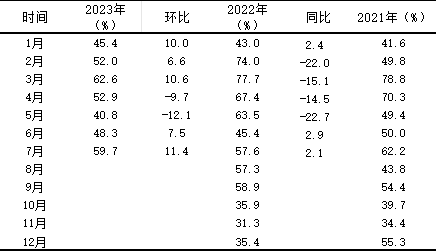 时间 2023年（%） 环比 2022年（%） 同比 2021年（%）
1月 45.4 10.0 43.0 2.4 41.6
2月 52.0 6.6 74.0 -22.0 49.8
3月 62.6 10.6 77.7 -15.1 78.8
4月 52.9 -9.7 67.4 -14.5 70.3
5月 40.8 -12.1 63.5 -22.7 49.4
6月 48.3 7.5 45.4 2.9 50.0
7月 59.7 11.4 57.6 2.1 62.2
8月 57.3 43.8
9月 58.9 54.4
10月 35.9 39.7
11月 31.3 34.4
12月 35.4 55.3